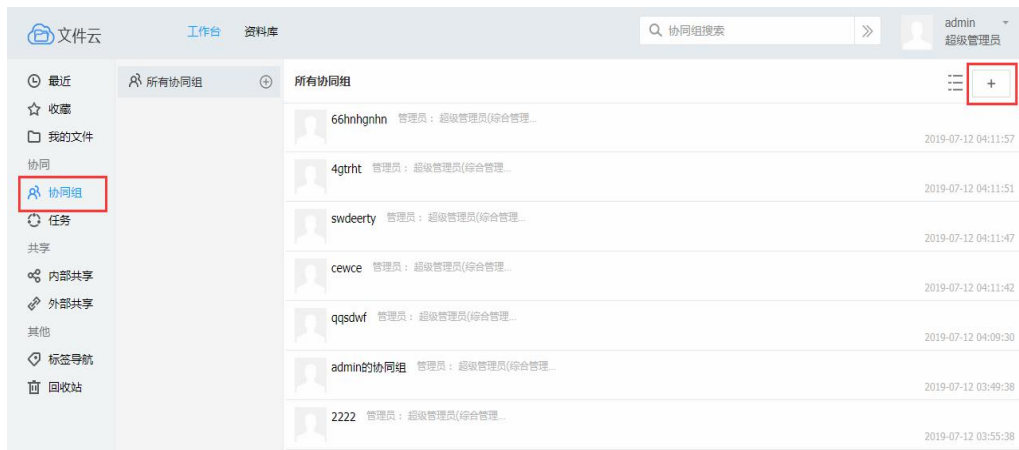 文件云
工作台 资料库
协同组搜索
admin
超级管理员
最近
收藏
我的文件
协同
协同组
任务
共享
内部共享
外部共享
其他
标签导航
回收站
所有协同组
所有协同组
66hnhgnhn 管理员：超级管理员(综合管理...
2019-07-12 04:11:57
4gtrht 管理员：超级管理员(综合管理...
2019-07-12 04:11:51
swdeerty 管理员：超级管理员(综合管理...
2019-07-12 04:11:47
cewce 管理员：超级管理员(综合管理...
2019-07-12 04:11:42
qqsdwf 管理员：超级管理员(综合管理...
2019-07-12 04:09:30
admin的协同组 管理员：超级管理员(综合管理...
2019-07-12 03:49:38
2222 管理员：超级管理员(综合管理...
2019-07-12 03:55:38